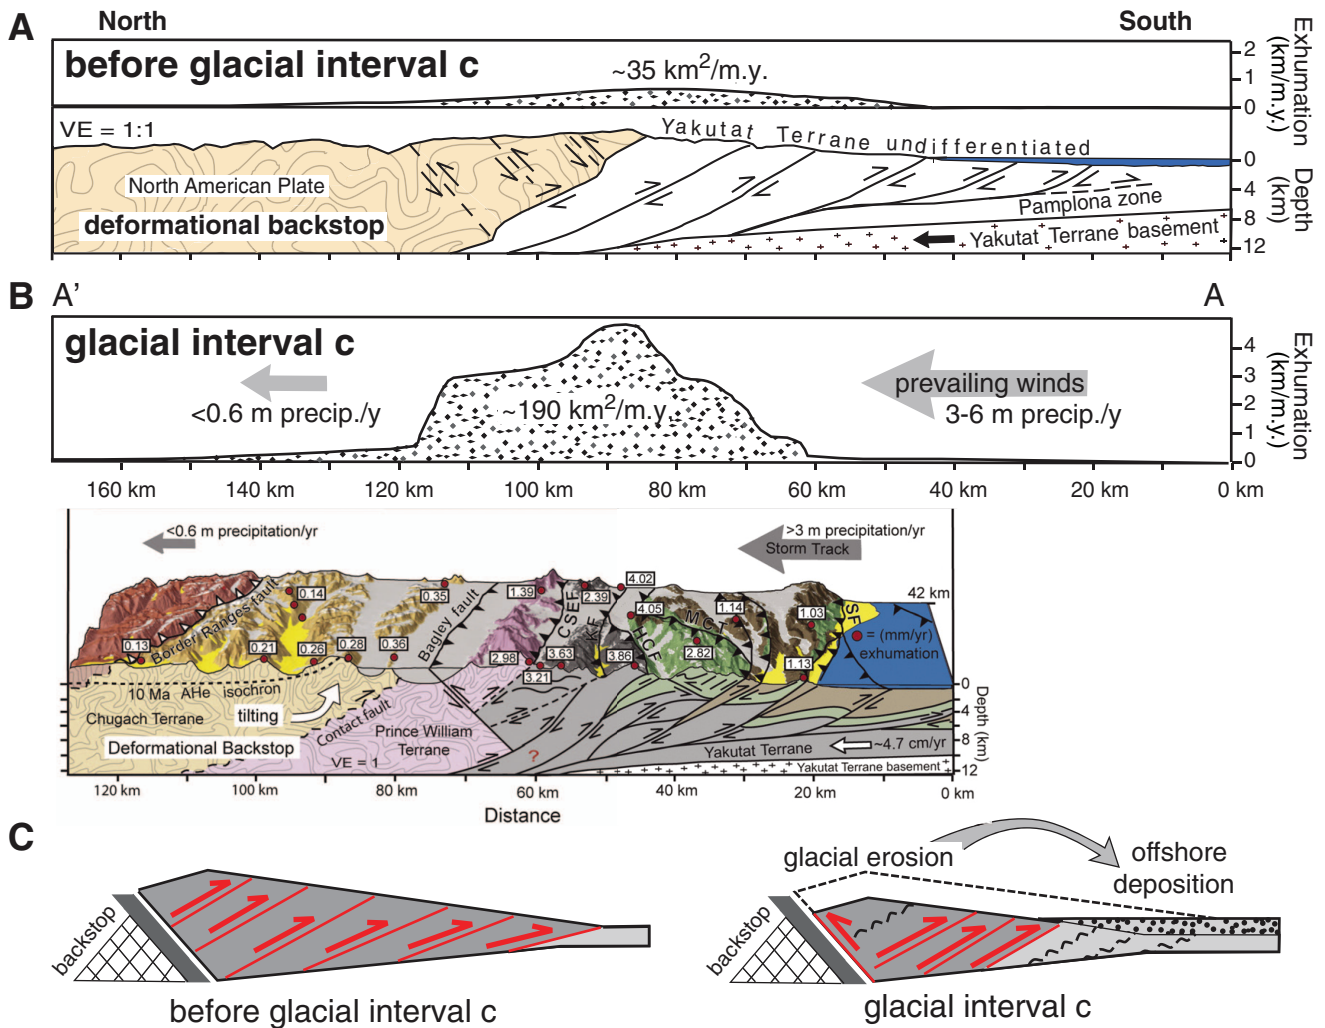 A
North
South
before glacial interval c
~35 km2/m.y.
2
1
0
Exhumation
(km/m.y.)
VE = 1:1
Yakutat Terrane undifferentiated
North American Plate
deformational backstop
Pamplona zone
Yakutat Terrane basement
0
4
8
12
Depth
(km)
B
A'
A
glacial interval c
<0.6 m precip./y
~190 km2/m.y.
prevailing winds
3-6 m precip./y
4
3
2
1
0
Exhumation
(km/m.y.)
160 km
140 km
120 km
100 km
80 km
60 km
40 km
20 km
0 km
<0.6 m precipitation/yr
>3 m precipitation/yr
Storm Track
42 km
Border Ranges fault
0.14
0.35
1.39
CSEF
2.39
4.02
KF
4.05
HCF
MCT
1.14
1.03
SF
= (mm/yr)
exhumation
0.13
0.21
0.26
0.28
0.36
Bagley fault
2.98
3.21
3.63
3.86
2.82
1.13
10 Ma AHe isochron
Chugach Terrane
tilting
Contact fault
Deformational Backstop
Prince William
Terrane
VE = 1
?
Yakutat Terrane
~4.7 cm/yr
Yakutat Terrane basement
0
4
8
12
Depth (km)
120 km
100 km
80 km
60 km
40 km
20 km
0 km
Distance
C
backstop
before glacial interval c
glacial erosion
offshore
deposition
backstop
glacial interval c